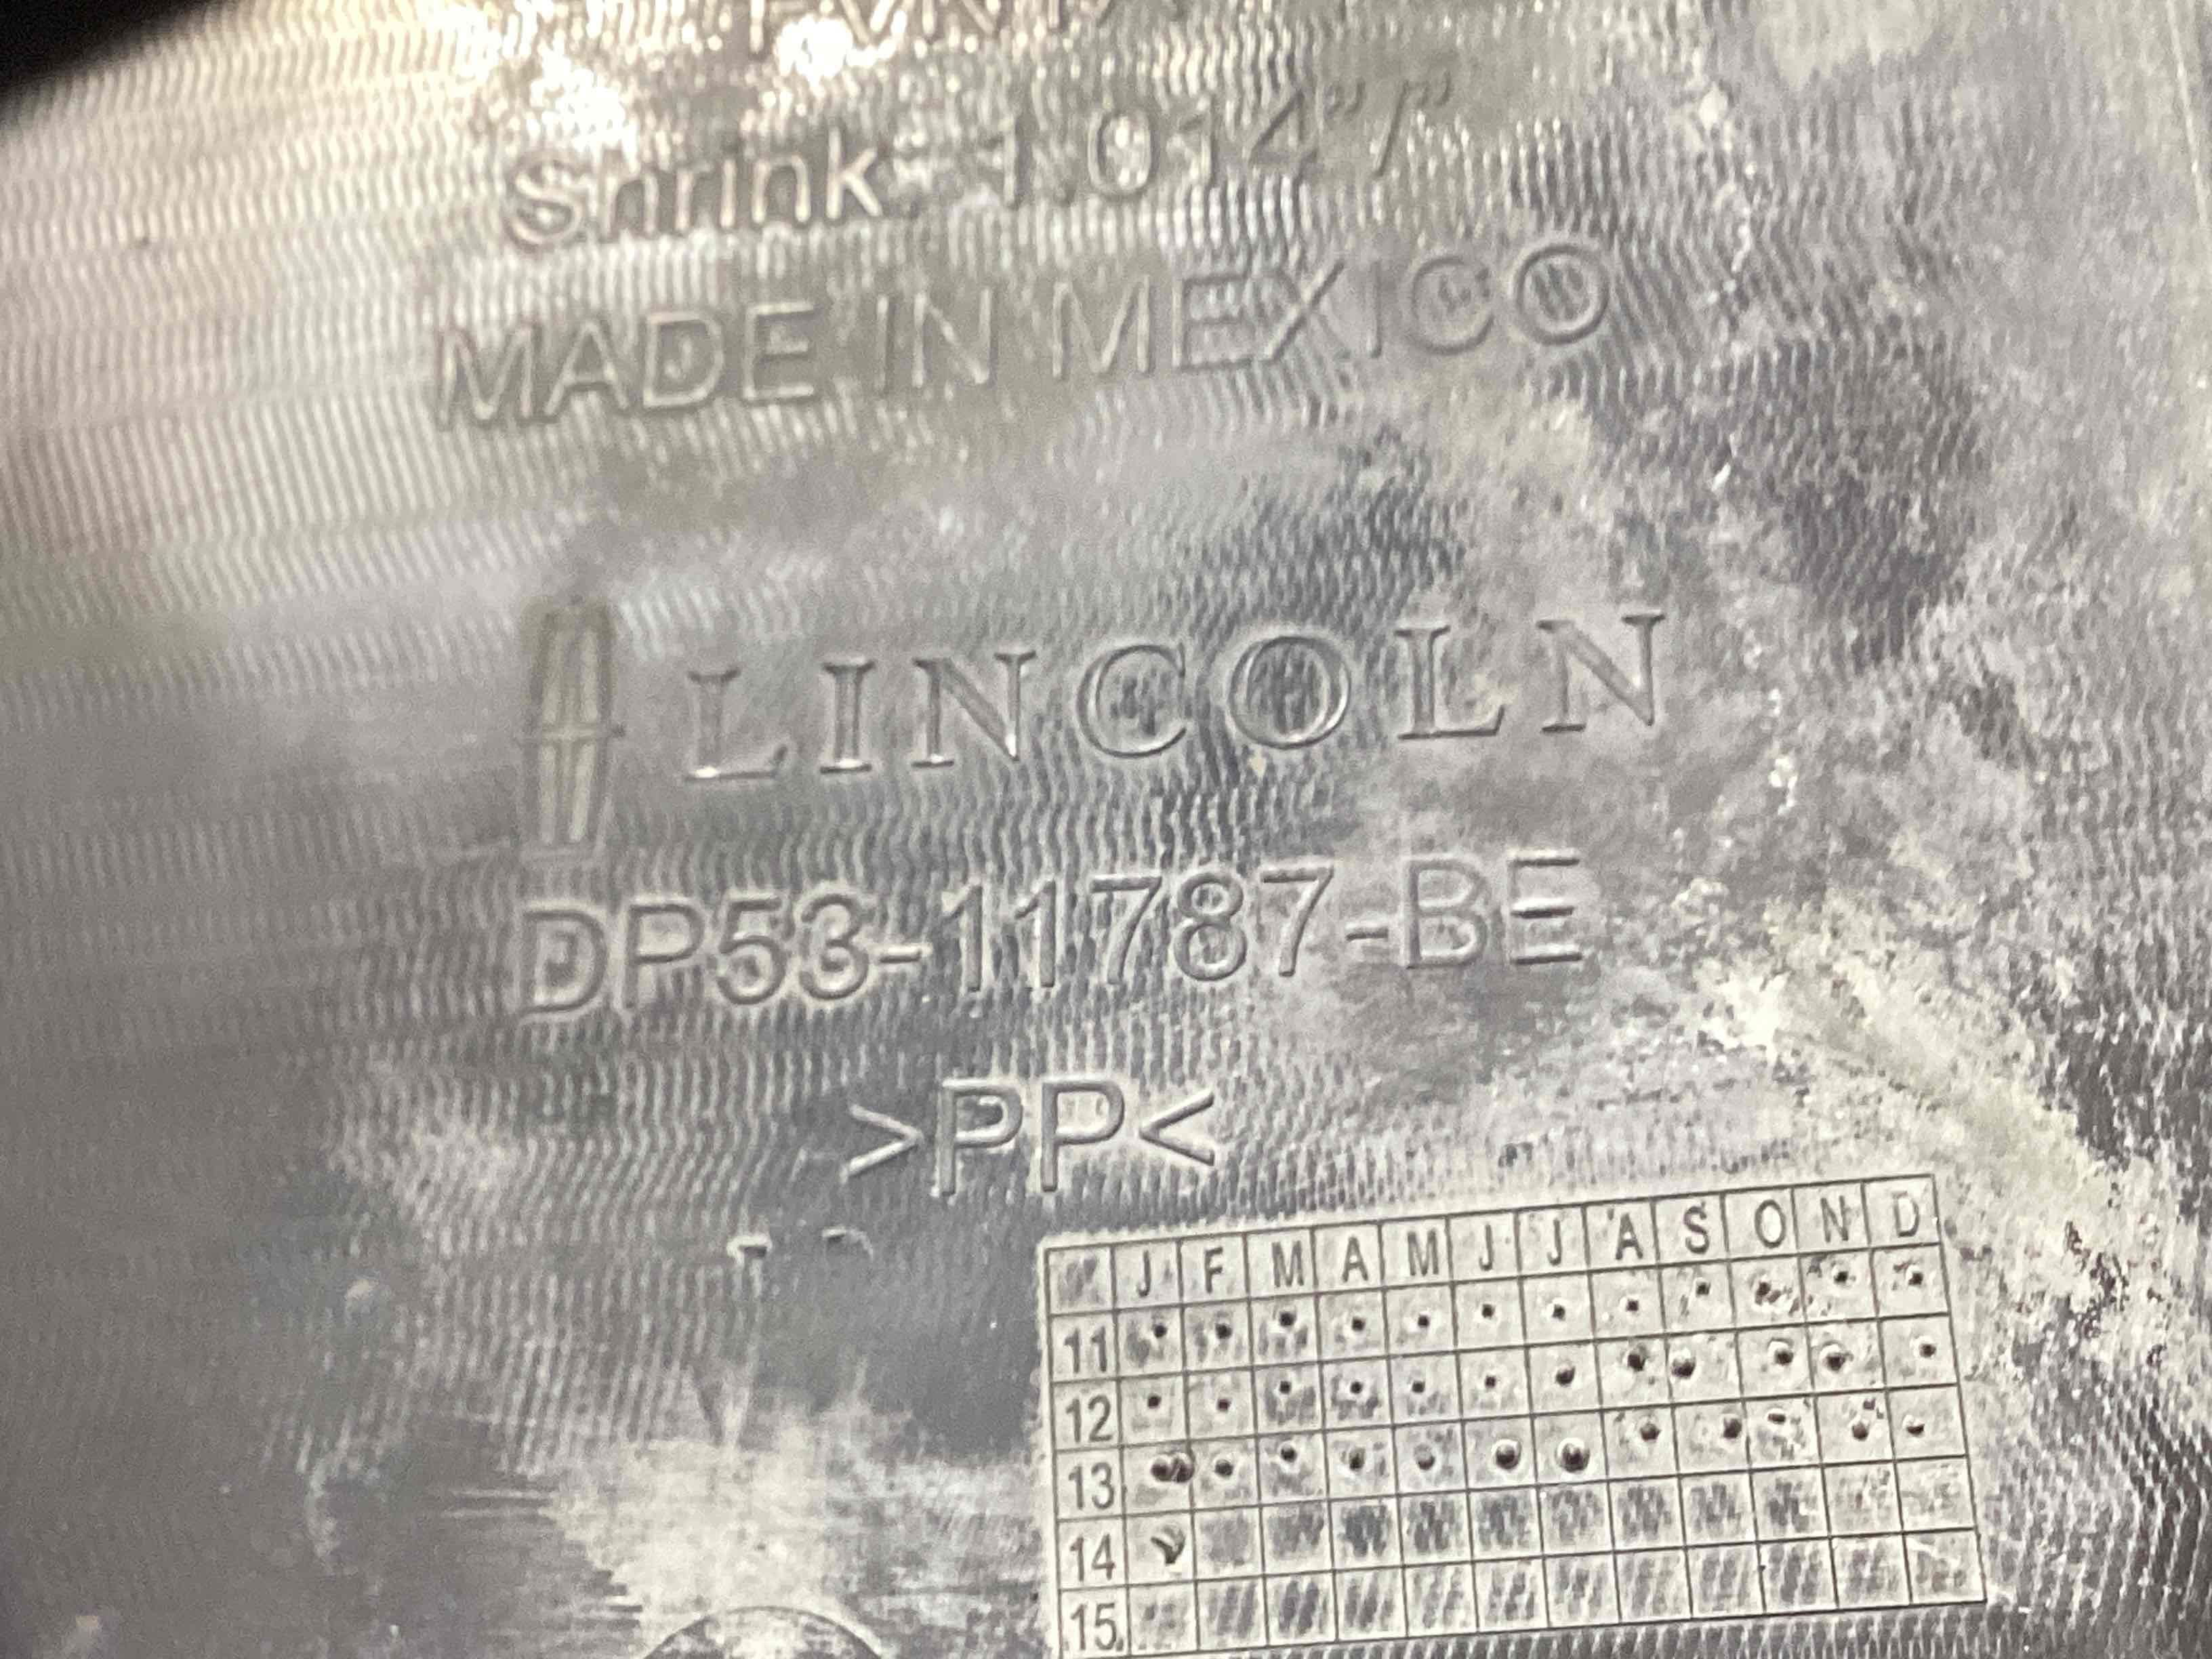 Shrink. 1.014"/"
MADE IN MEXICO
LINCOLN
DP53-11787-BE
>PP<
J F M A M J J A S O N D
11
12
13
14
15